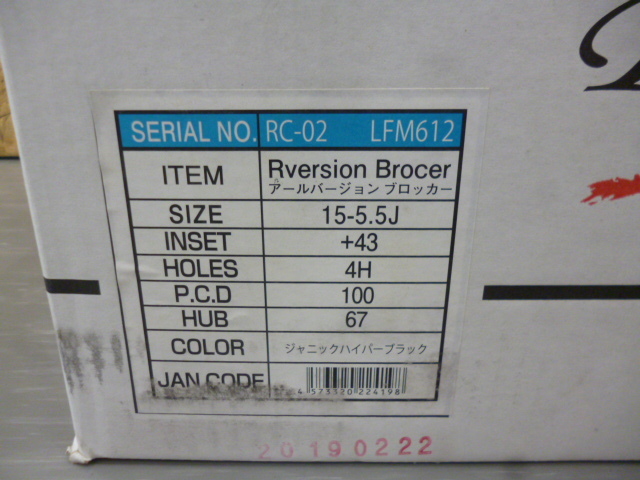 SERIAL NO. RC-02 LFM612
ITEM Rversion Brocer
アールバージョン ブロッカー
SIZE 15-5.5J
INSET +43
HOLES 4H
P.C.D 100
HUB 67
COLOR ジャニックハイパーブラック
JAN CODE 4573320224198
20190222